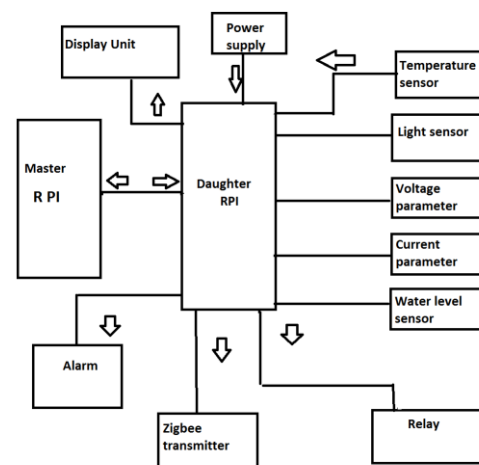 Power
supply
Display Unit
Temperature
sensor
Light sensor
Master
R PI
Daughter
RPI
Voltage
parameter
Current
parameter
Water level
sensor
Alarm
Zigbee
transmitter
Relay